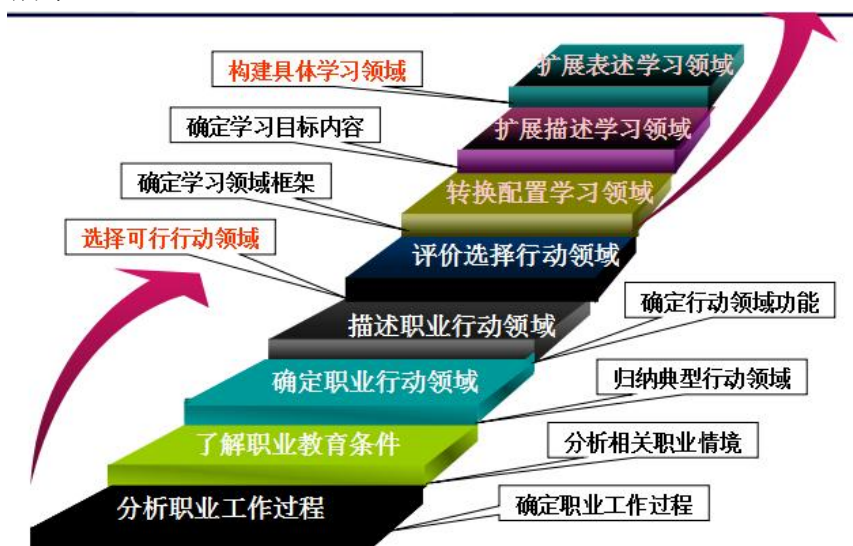 构建具体学习领域
扩展表述学习领域
确定学习目标内容
扩展描述学习领域
确定学习领域框架
转换配置学习领域
选择可行行动领域
评价选择行动领域
确定行动领域功能
描述职业行动领域
归纳典型行动领域
确定职业行动领域
分析相关职业情境
了解职业教育条件
确定职业工作过程
分析职业工作过程